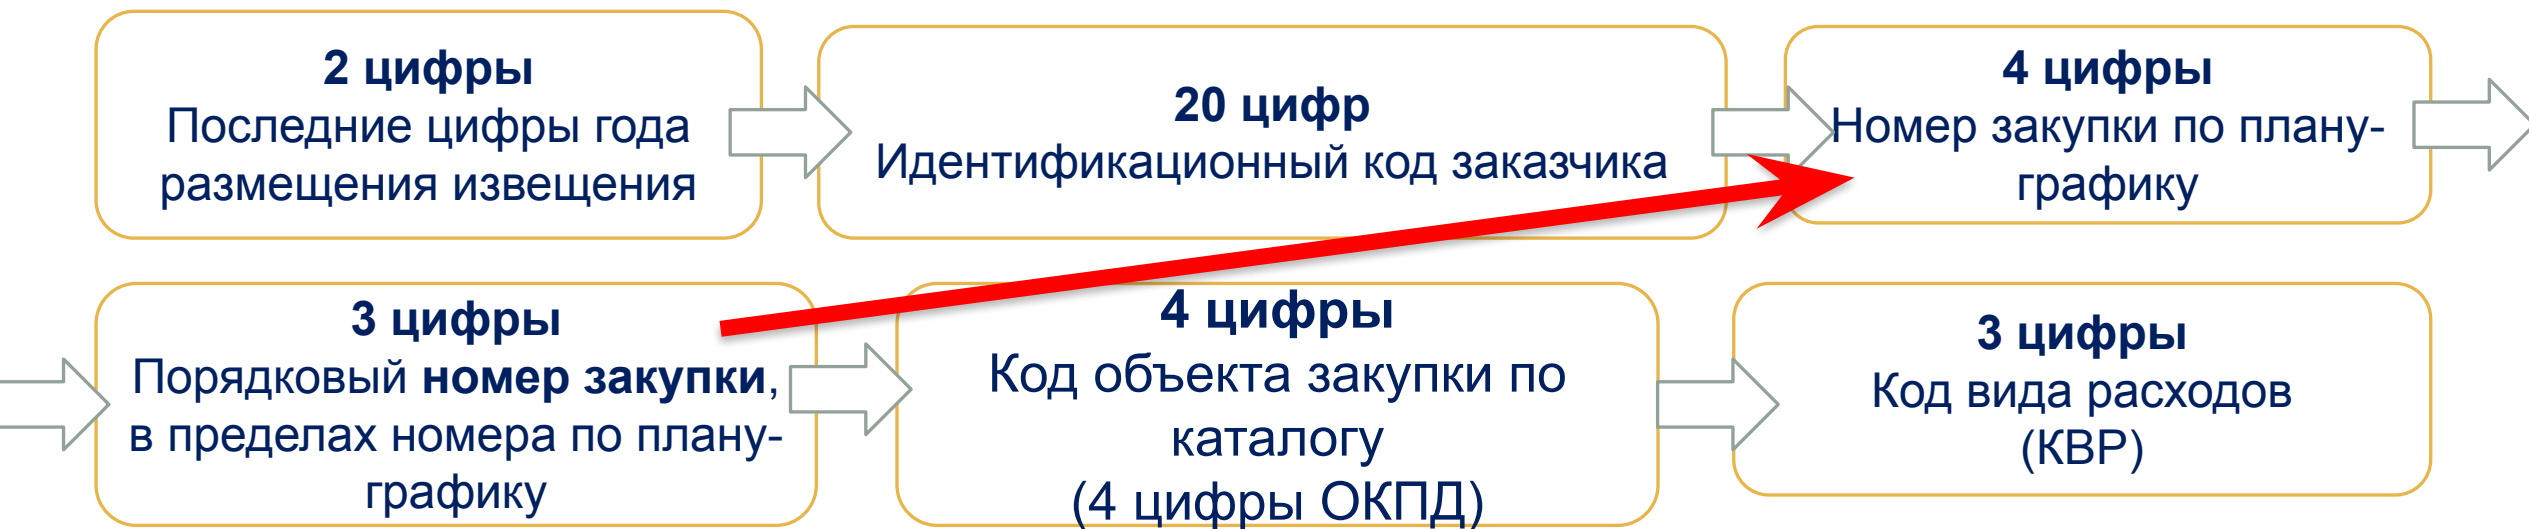 2 цифры
Последние цифры года
размещения извещения
20 цифр
Идентификационный код заказчика
4 цифры
Номер закупки по плану-
графику
3 цифры
Порядковый номер закупки,
в пределах номера по плану-
графику
4 цифры
Код объекта закупки по
каталогу
(4 цифры ОКПД)
3 цифры
Код вида расходов
(КВР)